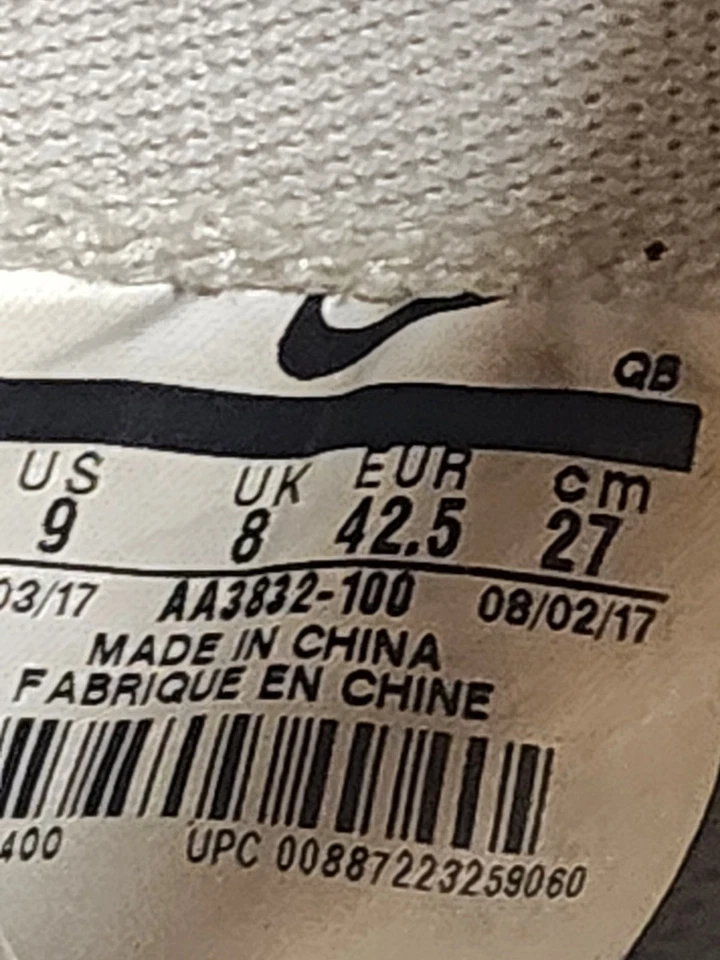 QB
US UK EUR cm
9 8 42.5 27
03/17 AA3832-100 08/02/17
MADE IN CHINA
FABRIQUE EN CHINE
400 UPC 00887223259060